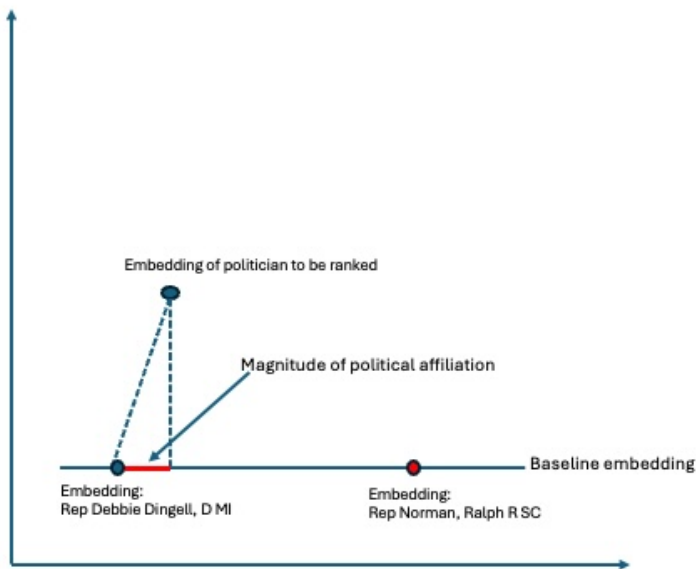 Embedding of politician to be ranked
Magnitude of political affiliation
Baseline embedding
Embedding:
Rep Debbie Dingell, D MI
Embedding:
Rep Norman, Ralph R SC